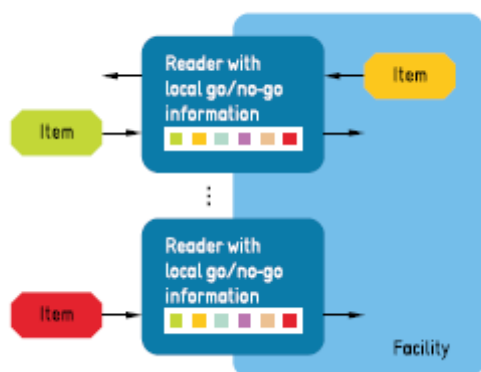 Reader with
local go/no-go
information
Item
Item
Reader with
local go/no-go
information
Item
Facility